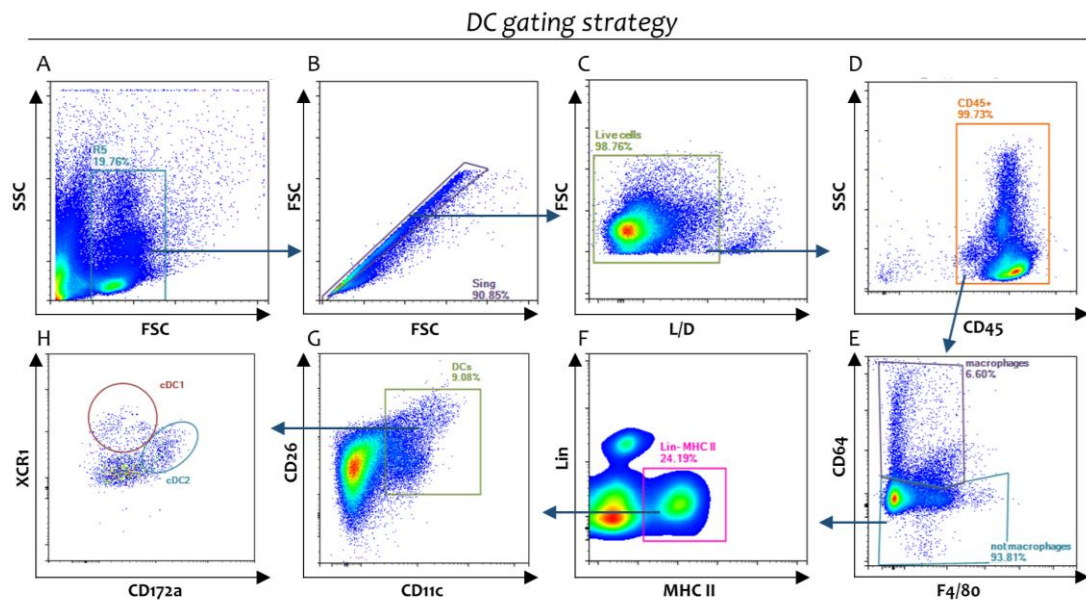 DC gating strategy
A
SSC
R5
19.76%
FSC
B
FSC
Sing
90.85%
FSC
C
FSC
Live cells
98.76%
L/D
D
SSC
CD45+
99.73%
CD45
H
XCR1
cDC1
cDC2
CD172a
G
CD26
DCs
9.08%
CD11c
F
Lin
Lin- MHC II
24.19%
MHC II
E
CD64
macrophages
6.60%
not macrophages
93.81%
F4/80